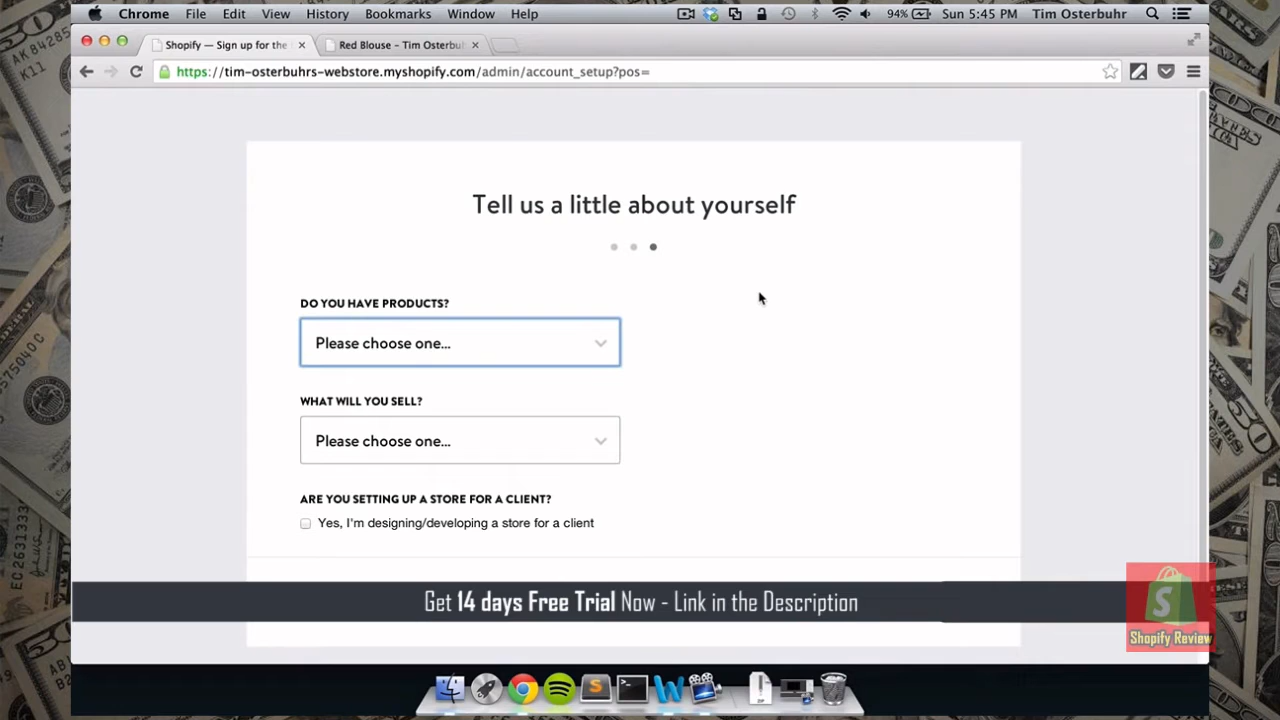 Chrome File Edit View History Bookmarks Window Help 94% Sun 5:45 PM Tim Osterbuhr
Shopify — Sign up for the
Red Blouse – Tim Osterbu
https://tim-osterbuhrs-webstore.myshopify.com/admin/account_setup?pos=
Tell us a little about yourself
DO YOU HAVE PRODUCTS?
Please choose one...
WHAT WILL YOU SELL?
Please choose one...
ARE YOU SETTING UP A STORE FOR A CLIENT?
Yes, I'm designing/developing a store for a client
Get 14 days Free Trial Now - Link in the Description
S
Shopify Review
S
W
ZIP